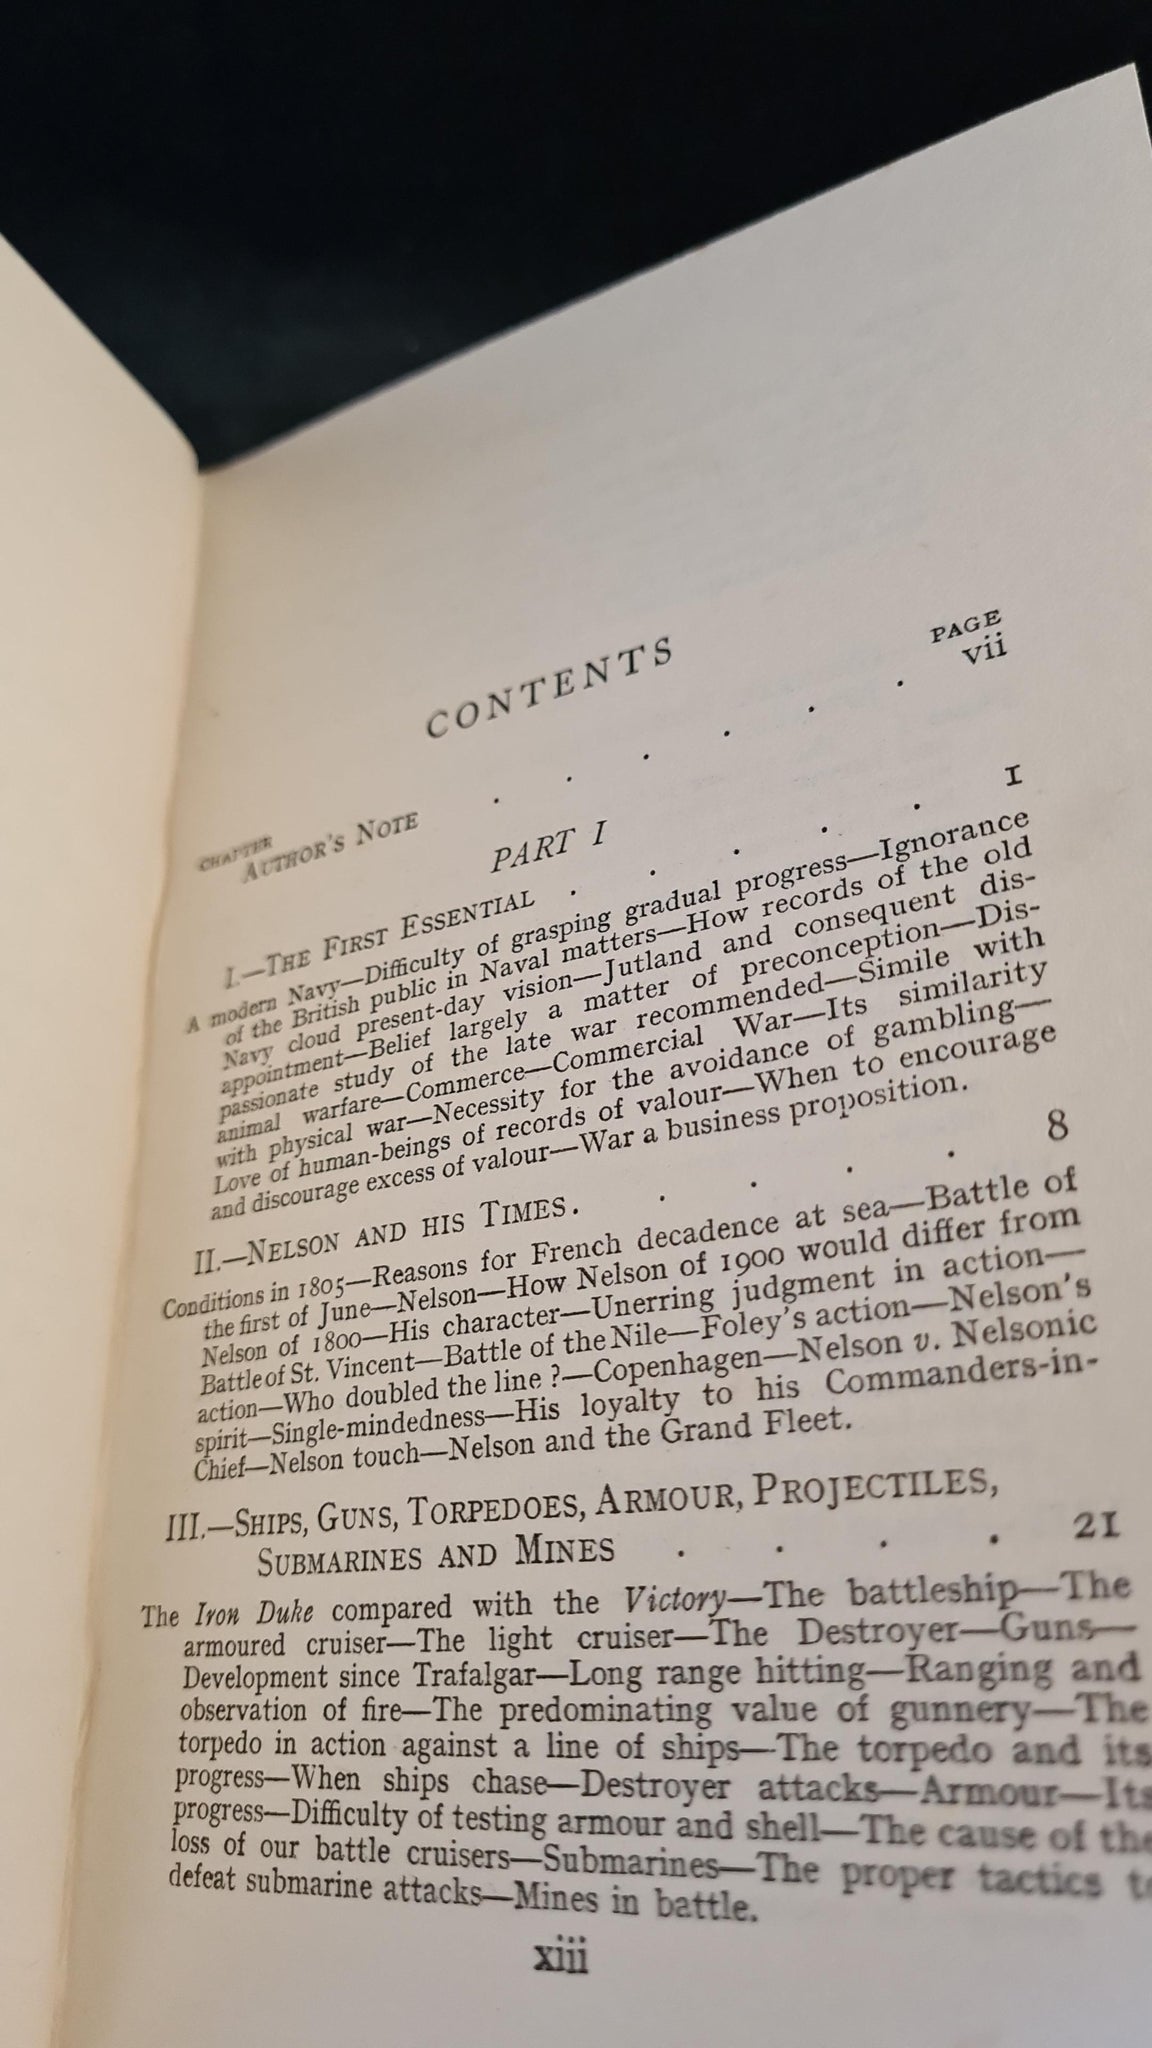 CONTENTS
CHAPTER PAGE
AUTHOR'S NOTE . . . . . . vii
PART I
I.—THE FIRST ESSENTIAL . . . . . 1
A modern Navy—Difficulty of grasping gradual progress—Ignorance
of the British public in Naval matters—How records of the old
Navy cloud present-day vision—Jutland and consequent dis-
appointment—Belief largely a matter of preconception—Dis-
passionate study of the late war recommended—Simile with
animal warfare—Commerce—Commercial War—Its similarity
with physical war—Necessity for the avoidance of gambling—
Love of human-beings of records of valour—When to encourage
and discourage excess of valour—War a business proposition.
II.—NELSON AND HIS TIMES. . . . . 8
Conditions in 1805—Reasons for French decadence at sea—Battle of
the first of June—Nelson—How Nelson of 1900 would differ from
Nelson of 1800—His character—Unerring judgment in action—
Battle of St. Vincent—Battle of the Nile—Foley's action—Nelson's
action—Who doubled the line ?—Copenhagen—Nelson v. Nelsonic
spirit—Single-mindedness—His loyalty to his Commanders-in-
Chief—Nelson touch—Nelson and the Grand Fleet.
III.—SHIPS, GUNS, TORPEDOES, ARMOUR, PROJECTILES,
SUBMARINES AND MINES . . . . 21
The Iron Duke compared with the Victory—The battleship—The
armoured cruiser—The light cruiser—The Destroyer—Guns—
Development since Trafalgar—Long range hitting—Ranging and
observation of fire—The predominating value of gunnery—The
torpedo in action against a line of ships—The torpedo and its
progress—When ships chase—Destroyer attacks—Armour—Its
progress—Difficulty of testing armour and shell—The cause of the
loss of our battle cruisers—Submarines—The proper tactics to
defeat submarine attacks—Mines in battle.
xiii